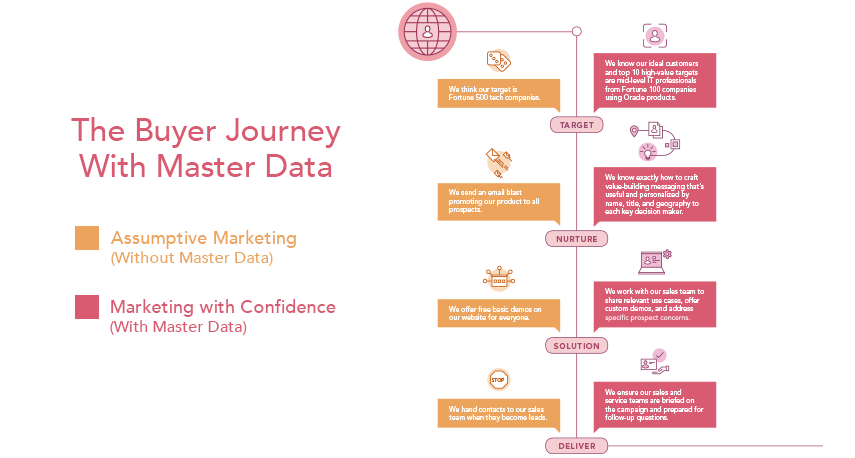 The Buyer Journey
With Master Data
Assumptive Marketing
(Without Master Data)
Marketing with Confidence
(With Master Data)
We think our target is
Fortune 500 tech companies.
We know our ideal customers
and top 10 high-value targets
are mid-level IT professionals
from Fortune 100 companies
using Oracle products.
TARGET
We send an email blast
promoting our product to all
prospects.
We know exactly how to craft
value-building messaging that's
useful and personalized by
name, title, and geography to
each key decision maker.
NURTURE
We offer free basic demos on
our website for everyone.
We work with our sales team to
share relevant use cases, offer
custom demos, and address
specific prospect concerns.
SOLUTION
STOP
We hand contacts to our sales
team when they become leads.
We ensure our sales and
service teams are briefed on
the campaign and prepared for
follow-up questions.
DELIVER